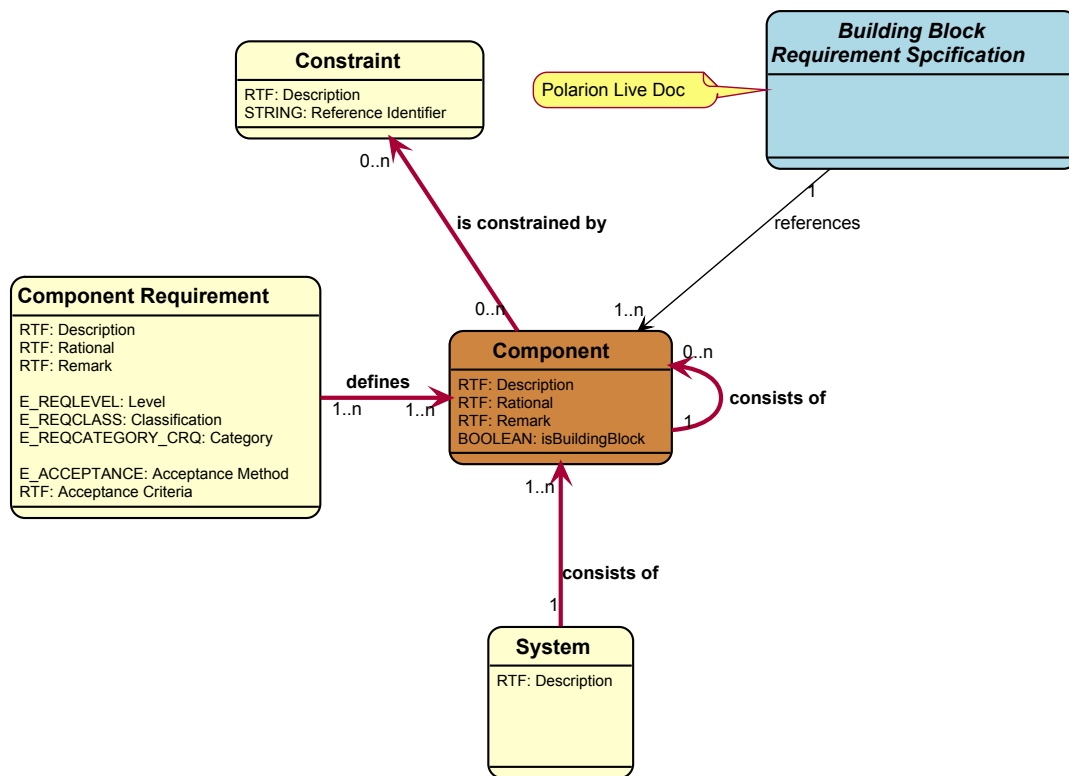 Building Block
Requirement Spcification
Polarion Live Doc
Constraint
RTF: Description
STRING: Reference Identifier
0..n
is constrained by
0..n
1
references
1..n
Component Requirement
RTF: Description
RTF: Rational
RTF: Remark
E_REQLEVEL: Level
E_REQCLASS: Classification
E_REQCATEGORY_CRQ: Category
E_ACCEPTANCE: Acceptance Method
RTF: Acceptance Criteria
defines
1..n
1..n
Component
RTF: Description
RTF: Rational
RTF: Remark
BOOLEAN: isBuildingBlock
0..n
consists of
1
1..n
consists of
1
System
RTF: Description